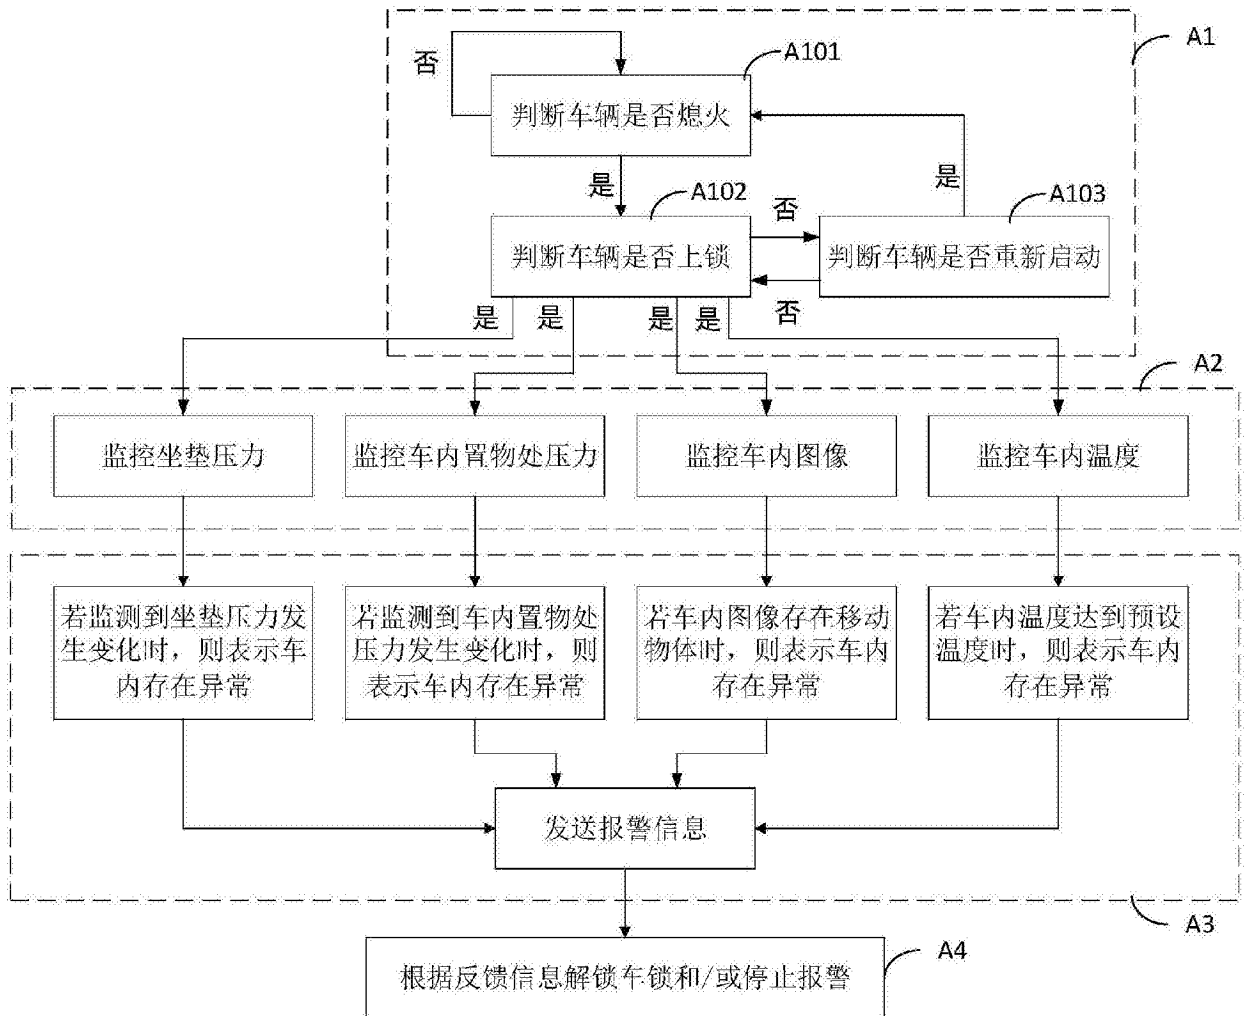 A1
A101
否
判断车辆是否熄火
是
A102
否
是
A103
判断车辆是否上锁
判断车辆是否重新启动
否
是
是
是
是
A2
监控坐垫压力
监控车内置物处压力
监控车内图像
监控车内温度
若监测到坐垫压力发
生变化时，则表示车
内存在异常
若监测到车内置物处
压力发生变化时，则
表示车内存在异常
若车内图像存在移动
物体时，则表示车内
存在异常
若车内温度达到预设
温度时，则表示车内
存在异常
发送报警信息
A3
A4
根据反馈信息解锁车锁和/或停止报警